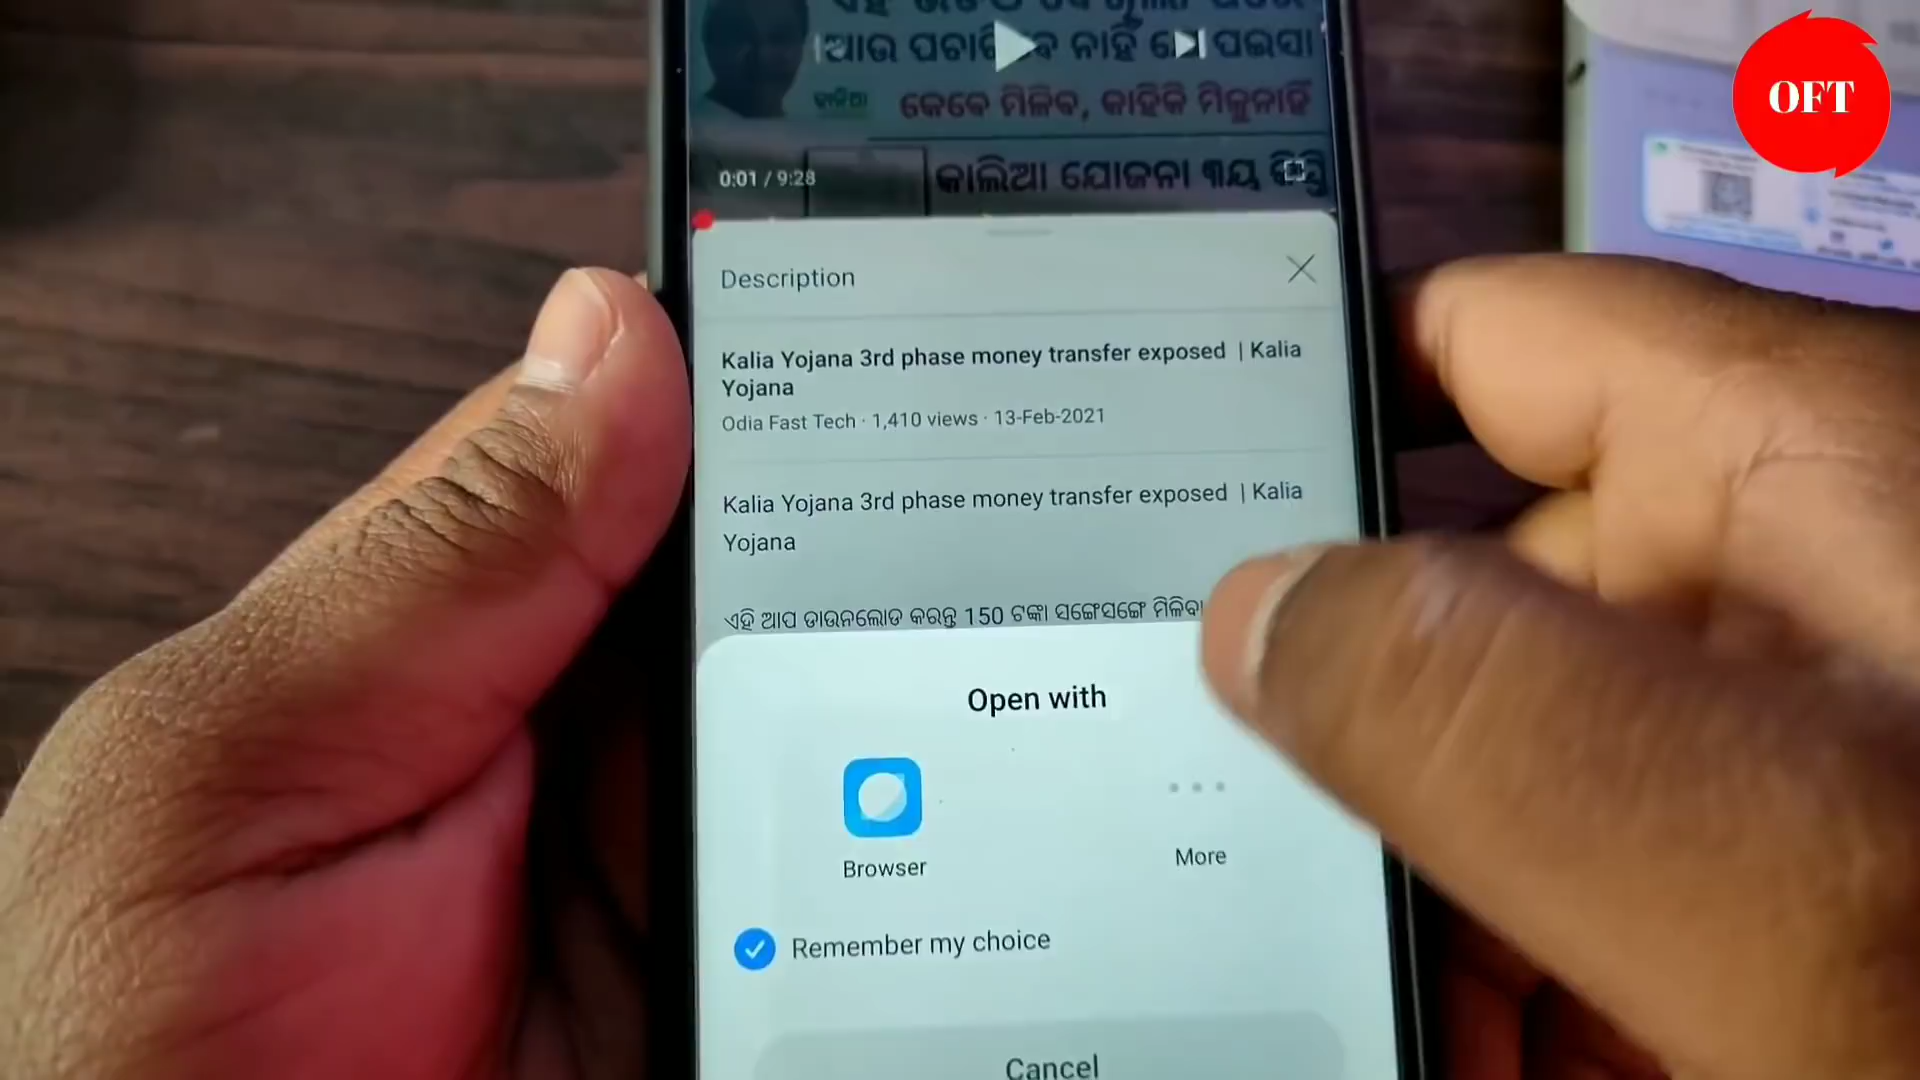 OFT
ଆଉ ପଚାରିବେ ନାହିଁ ପଇସା
କାଳିଆ କେବେ ମିଳିବ, କାହିଁକି ମିଳୁନାହିଁ
0:01 / 9:28
କାଲିଆ ଯୋଜନା ୩ୟ କିସ୍ତି
Description
Kalia Yojana 3rd phase money transfer exposed | Kalia
Yojana
Odia Fast Tech · 1,410 views · 13-Feb-2021
Kalia Yojana 3rd phase money transfer exposed | Kalia
Yojana
ଏହି ଆପ ଡାଉନଲୋଡ କରନ୍ତୁ 150 ଟଙ୍କା ସଙ୍ଗେସଙ୍ଗେ ମିଳିବା
Open with
Browser
More
Remember my choice
Cancel